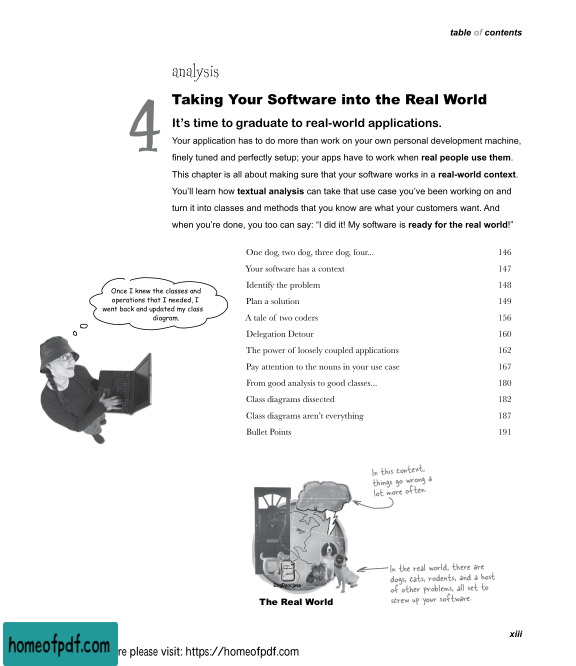 table of contents
analysis
4
Taking Your Software into the Real World
It's time to graduate to real-world applications.
Your application has to do more than work on your own personal development machine,
finely tuned and perfectly setup; your apps have to work when real people use them.
This chapter is all about making sure that your software works in a real-world context.
You'll learn how textual analysis can take that use case you've been working on and
turn it into classes and methods that you know are what your customers want. And
when you're done, you too can say: "I did it! My software is ready for the real world!"
One dog, two dog, three dog, four... 146
Your software has a context 147
Identify the problem 148
Plan a solution 149
A tale of two coders 156
Delegation Detour 160
The power of loosely coupled applications 162
Pay attention to the nouns in your use case 167
From good analysis to good classes... 180
Class diagrams dissected 182
Class diagrams aren't everything 187
Bullet Points 191
Once I knew the classes and
operations that I needed, I
went back and updated my class
diagram.
In this context,
things go wrong a
lot more often.
DogDoor.java
In the real world, there are
dogs, cats, rodents, and a host
of other problems, all set to
screw up your software.
The Real World
xiii
homeofpdf.com
re please visit: https://homeofpdf.com